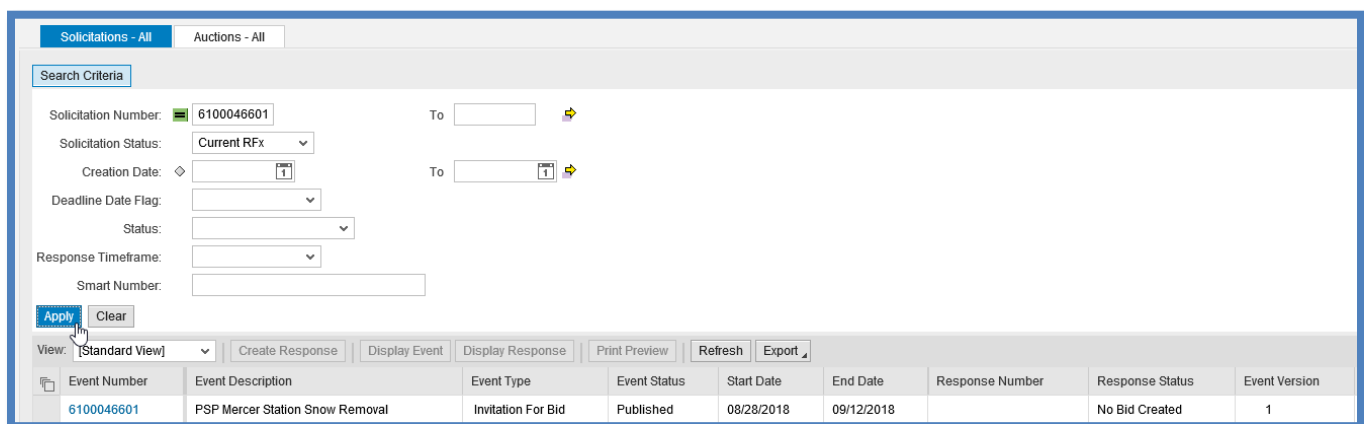 Solicitations - All Auctions - All
Search Criteria
Solicitation Number: 6100046601 To
Solicitation Status: Current RFx
Creation Date: 1 To 1
Deadline Date Flag:
Status:
Response Timeframe:
Smart Number:
Apply Clear
View: [Standard View] Create Response Display Event Display Response Print Preview Refresh Export
Event Number Event Description Event Type Event Status Start Date End Date Response Number Response Status Event Version
6100046601 PSP Mercer Station Snow Removal Invitation For Bid Published 08/28/2018 09/12/2018 No Bid Created 1